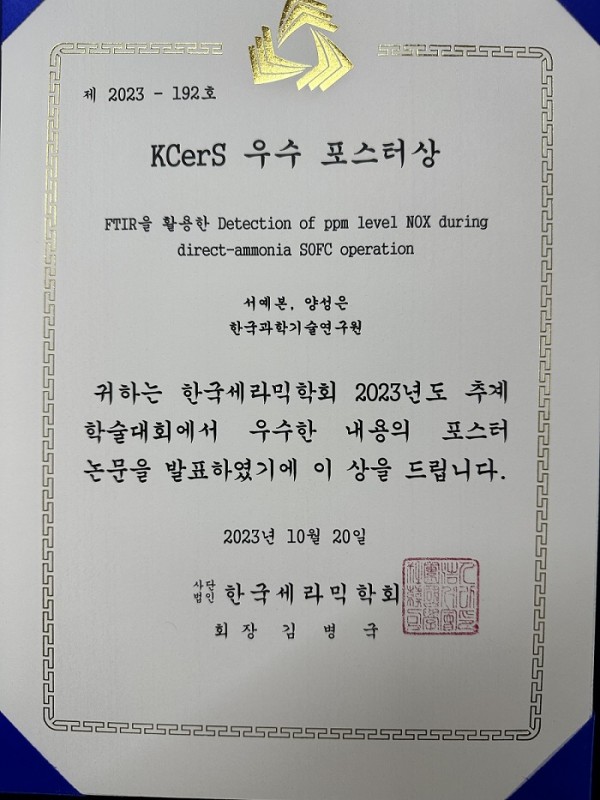 제 2023 - 192호
KCerS 우수 포스터상
FTIR을 활용한 Detection of ppm level NOX during
direct-ammonia SOFC operation
서예본, 양성은
한국과학기술연구원
귀하는 한국세라믹학회 2023년도 추계
학술대회에서 우수한 내용의 포스터
논문을 발표하였기에 이 상을 드립니다.
2023년 10월 20일
사단법인 한국세라믹학회
회 장 김 병 국